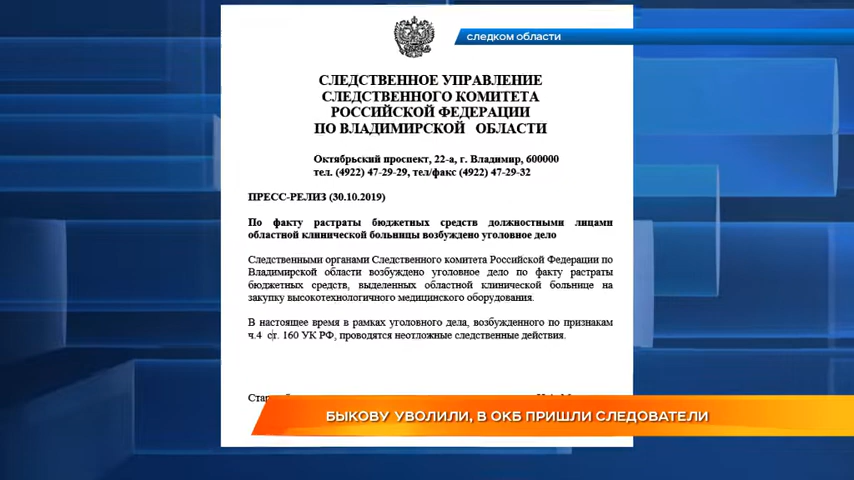 следком области
СЛЕДСТВЕННОЕ УПРАВЛЕНИЕ
СЛЕДСТВЕННОГО КОМИТЕТА
РОССИЙСКОЙ ФЕДЕРАЦИИ
ПО ВЛАДИМИРСКОЙ ОБЛАСТИ
Октябрьский проспект, 22-а, г. Владимир, 600000
тел. (4922) 47-29-29, тел/факс (4922) 47-29-32
ПРЕСС-РЕЛИЗ (30.10.2019)
По факту растраты бюджетных средств должностными лицами
областной клинической больницы возбуждено уголовное дело
Следственными органами Следственного комитета Российской Федерации по
Владимирской области возбуждено уголовное дело по факту растраты
бюджетных средств, выделенных областной клинической больнице на
закупку высокотехнологичного медицинского оборудования.
В настоящее время в рамках уголовного дела, возбужденного по признакам
ч.4 ст. 160 УК РФ, проводятся неотложные следственные действия.
БЫКОВУ УВОЛИЛИ, В ОКБ ПРИШЛИ СЛЕДОВАТЕЛИ